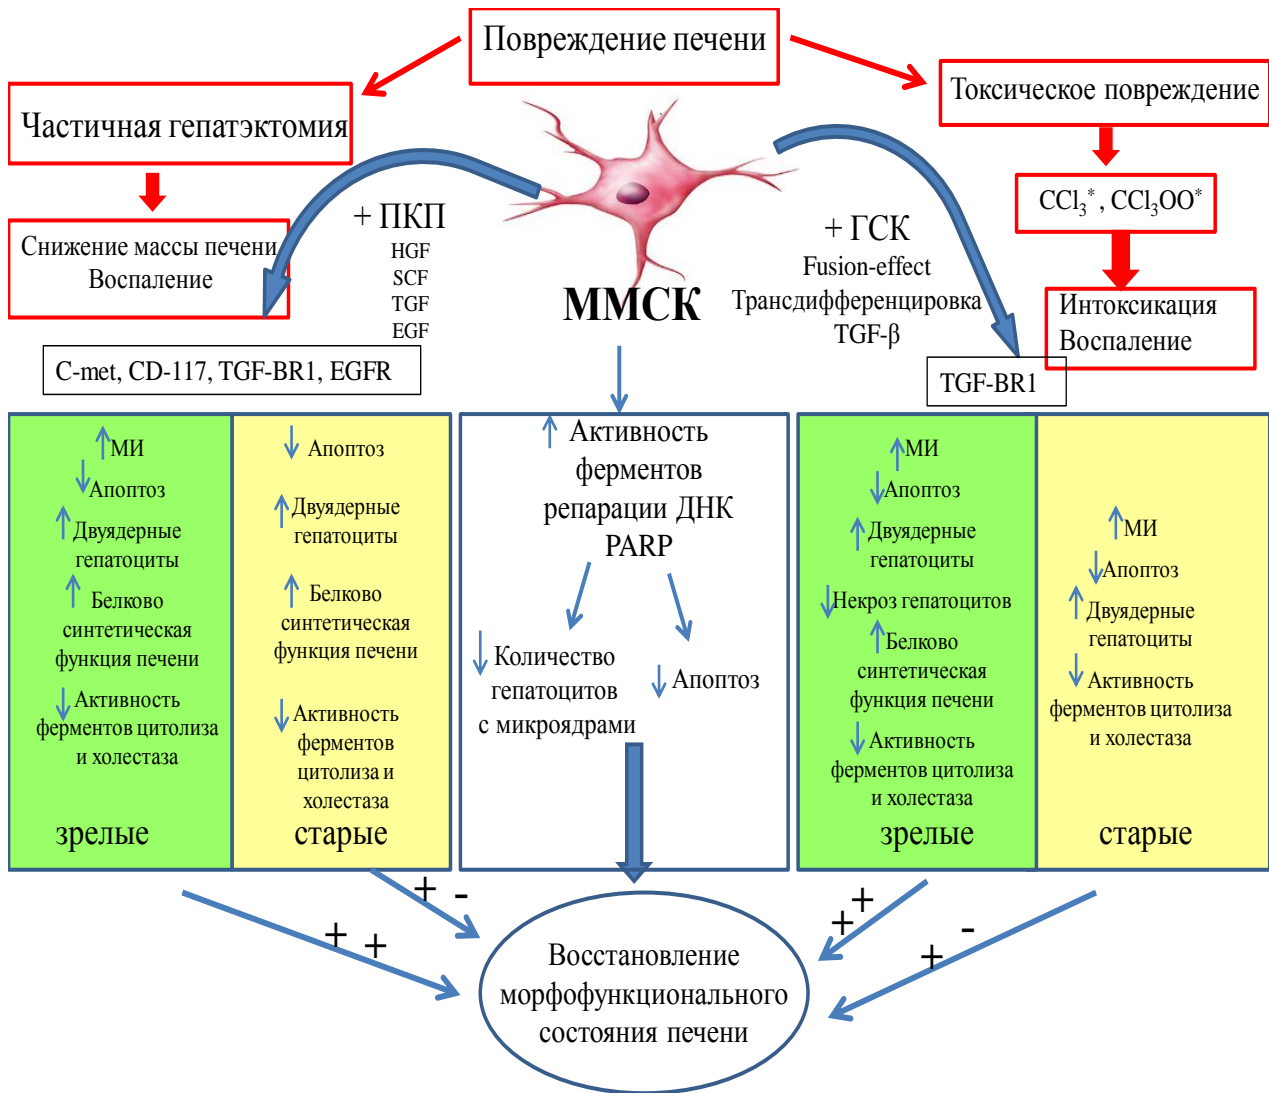 Повреждение печени
Частичная гепатэктомия
Токсическое повреждение
Снижение массы печени
Воспаление
+ ПКП
HGF
SCF
TGF
EGF
ММСК
+ ГСК
Fusion-effect
Трансдифференцировка
TGF-β
CCl3*, CCl3OO*
Интоксикация
Воспаление
C-met, CD-117, TGF-BR1, EGFR
TGF-BR1
МИ
Апоптоз
Двуядерные
гепатоциты
Белково
синтетическая
функция печени
Активность
ферментов цитолиза
и холестаза
зрелые
Апоптоз
Двуядерные
гепатоциты
Белково
синтетическая
функция печени
Активность
ферментов
цитолиза и
холестаза
старые
Активность
ферментов
репарации ДНК
PARP
Количество
гепатоцитов
с микроядрами
Апоптоз
МИ
Апоптоз
Двуядерные
гепатоциты
Некроз гепатоцитов
Белково
синтетическая
функция печени
Активность
ферментов цитолиза
и холестаза
зрелые
МИ
Апоптоз
Двуядерные
гепатоциты
Активность
ферментов цитолиза
и холестаза
старые
+ +
+ -
+ +
+ -
Восстановление
морфофункционального
состояния печени